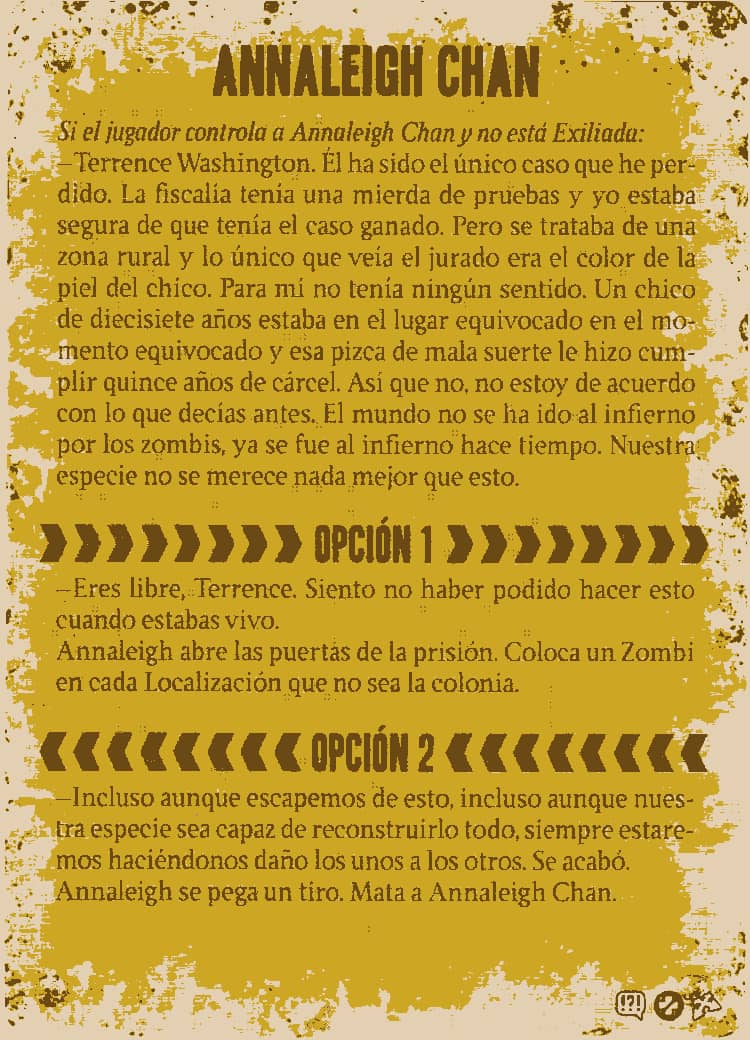 ANNALEIGH CHAN
Si el jugador controla a Annaleigh Chan y no está Exiliada:
–Terrence Washington. Él ha sido el único caso que he per-
dido. La fiscalía tenía una mierda de pruebas y yo estaba
segura de que tenía el caso ganado. Pero se trataba de una
zona rural y lo único que veía el jurado era el color de la
piel del chico. Para mí no tenía ningún sentido. Un chico
de diecisiete años estaba en el lugar equivocado en el mo-
mento equivocado y esa pizca de mala suerte le hizo cum-
plir quince años de cárcel. Así que no, no estoy de acuerdo
con lo que decías antes. El mundo no se ha ido al infierno
por los zombis, ya se fue al infierno hace tiempo. Nuestra
especie no se merece nada mejor que esto.
OPCIÓN 1
–Eres libre, Terrence. Siento no haber podido hacer esto
cuando estabas vivo.
Annaleigh abre las puertas de la prisión. Coloca un Zombi
en cada Localización que no sea la colonia.
OPCIÓN 2
–Incluso aunque escapemos de esto, incluso aunque nues-
tra especie sea capaz de reconstruirlo todo, siempre estare-
mos haciéndonos daño los unos a los otros. Se acabó.
Annaleigh se pega un tiro. Mata a Annaleigh Chan.
!?!